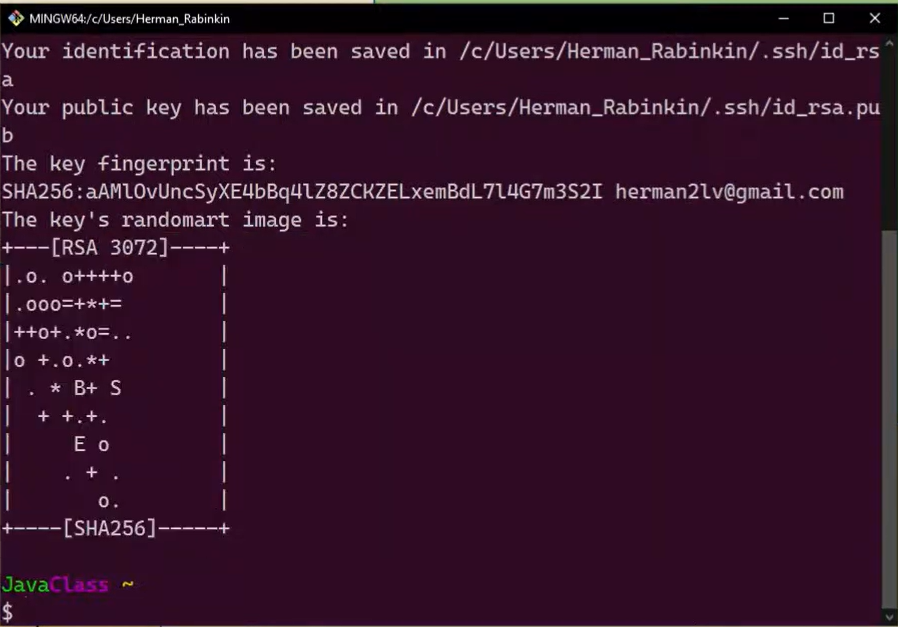 MINGW64:/c/Users/Herman_Rabinkin
Your identification has been saved in /c/Users/Herman_Rabinkin/.ssh/id_rs
a
Your public key has been saved in /c/Users/Herman_Rabinkin/.ssh/id_rsa.pu
b
The key fingerprint is:
SHA256:aAMlOvUncSyXE4bBq4lZ8ZCKZELxemBdL7l4G7m3S2I herman2lv@gmail.com
The key's randomart image is:
+---[RSA 3072]----+
|.o. o++++o       |
|.ooo=+*+=        |
|++o+.*o=..       |
|o +.o.*+         |
| . * B+ S        |
|  + +.+.         |
|     E o         |
|    . + .        |
|       o.        |
+----[SHA256]-----+
JavaClass ~
$